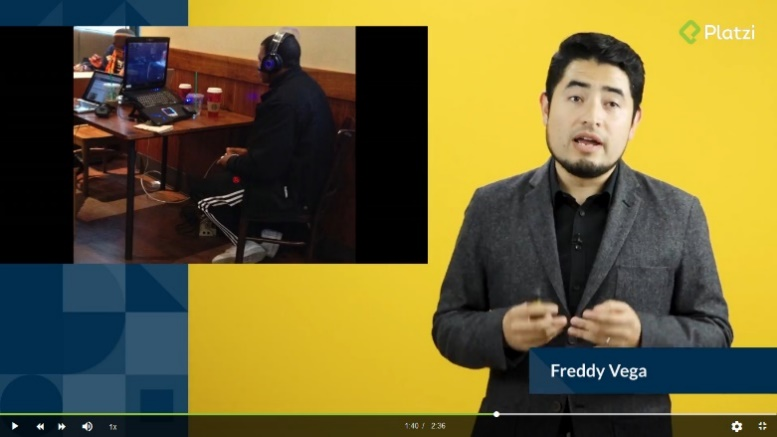 Platzi
Freddy Vega
1x
1:40 / 2:36